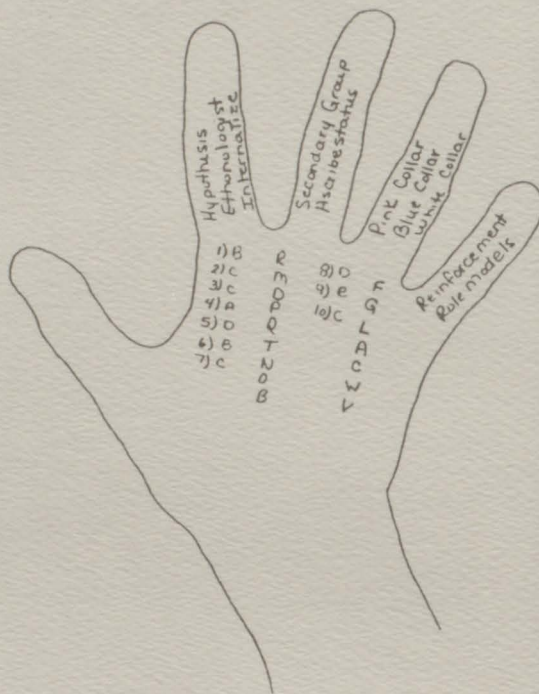 Hypothesis
Ethonologist
Internalize
Secondary Group
Ascribestatus
Pink Collar
Blue Collar
White Collar
Reinforcement
Role models
1) B
2) C
3) C
4) A
5) D
6) B
7) C
R
M
D
P
R
T
N
O
B
8) D
9) e
10) C
F
G
L
A
C
E
V